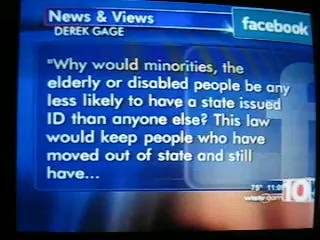 News & Views
facebook
DEREK GAGE
"Why would minorities, the
elderly or disabled people be any
less likely to have a state issued
ID than anyone else? This law
would keep people who have
moved out of state and still
have...
75° 11:0
10